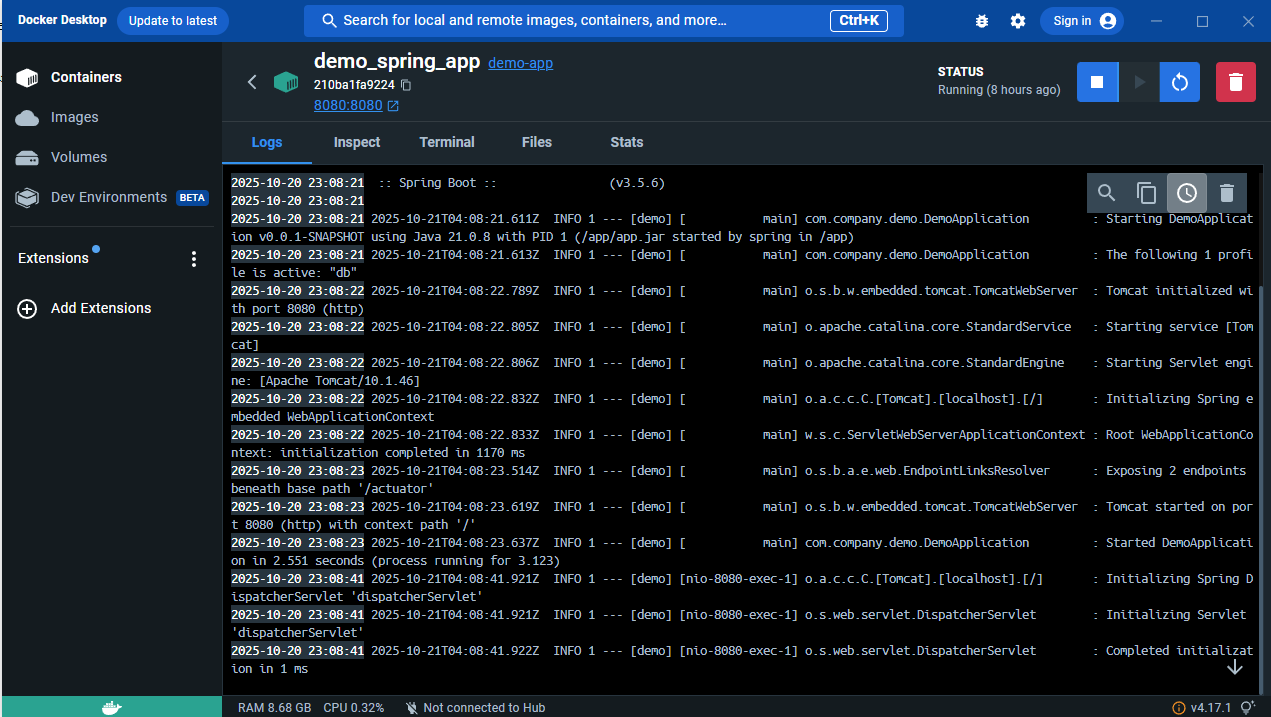 Docker Desktop
Update to latest
Search for local and remote images, containers, and more...
Ctrl+K
Sign in
Containers
Images
Volumes
Dev Environments
BETA
Extensions
Add Extensions
demo_spring_app demo-app
210ba1fa9224
8080:8080
STATUS
Running (8 hours ago)
Logs Inspect Terminal Files Stats
2025-10-20 23:08:21  :: Spring Boot ::                (v3.5.6)
2025-10-20 23:08:21
2025-10-20 23:08:21 2025-10-21T04:08:21.611Z  INFO 1 --- [demo] [           main] com.company.demo.DemoApplication         : Starting DemoApplicat
ion v0.0.1-SNAPSHOT using Java 21.0.8 with PID 1 (/app/app.jar started by spring in /app)
2025-10-20 23:08:21 2025-10-21T04:08:21.613Z  INFO 1 --- [demo] [           main] com.company.demo.DemoApplication         : The following 1 profi
le is active: "db"
2025-10-20 23:08:22 2025-10-21T04:08:22.789Z  INFO 1 --- [demo] [           main] o.s.b.w.embedded.tomcat.TomcatWebServer  : Tomcat initialized wi
th port 8080 (http)
2025-10-20 23:08:22 2025-10-21T04:08:22.805Z  INFO 1 --- [demo] [           main] o.apache.catalina.core.StandardService   : Starting service [Tom
cat]
2025-10-20 23:08:22 2025-10-21T04:08:22.806Z  INFO 1 --- [demo] [           main] o.apache.catalina.core.StandardEngine    : Starting Servlet engi
ne: [Apache Tomcat/10.1.46]
2025-10-20 23:08:22 2025-10-21T04:08:22.832Z  INFO 1 --- [demo] [           main] o.a.c.c.C.[Tomcat].[localhost].[/]       : Initializing Spring e
mbedded WebApplicationContext
2025-10-20 23:08:22 2025-10-21T04:08:22.833Z  INFO 1 --- [demo] [           main] w.s.c.ServletWebServerApplicationContext : Root WebApplicationCo
ntext: initialization completed in 1170 ms
2025-10-20 23:08:23 2025-10-21T04:08:23.514Z  INFO 1 --- [demo] [           main] o.s.b.a.e.web.EndpointLinksResolver      : Exposing 2 endpoints
beneath base path '/actuator'
2025-10-20 23:08:23 2025-10-21T04:08:23.619Z  INFO 1 --- [demo] [           main] o.s.b.w.embedded.tomcat.TomcatWebServer  : Tomcat started on por
t 8080 (http) with context path '/'
2025-10-20 23:08:23 2025-10-21T04:08:23.637Z  INFO 1 --- [demo] [           main] com.company.demo.DemoApplication         : Started DemoApplicati
on in 2.551 seconds (process running for 3.123)
2025-10-20 23:08:41 2025-10-21T04:08:41.921Z  INFO 1 --- [demo] [nio-8080-exec-1] o.a.c.c.C.[Tomcat].[localhost].[/]       : Initializing Spring D
ispatcherServlet 'dispatcherServlet'
2025-10-20 23:08:41 2025-10-21T04:08:41.921Z  INFO 1 --- [demo] [nio-8080-exec-1] o.s.web.servlet.DispatcherServlet        : Initializing Servlet
'dispatcherServlet'
2025-10-20 23:08:41 2025-10-21T04:08:41.922Z  INFO 1 --- [demo] [nio-8080-exec-1] o.s.web.servlet.DispatcherServlet        : Completed initializat
ion in 1 ms
RAM 8.68 GB CPU 0.32% Not connected to Hub
v4.17.1